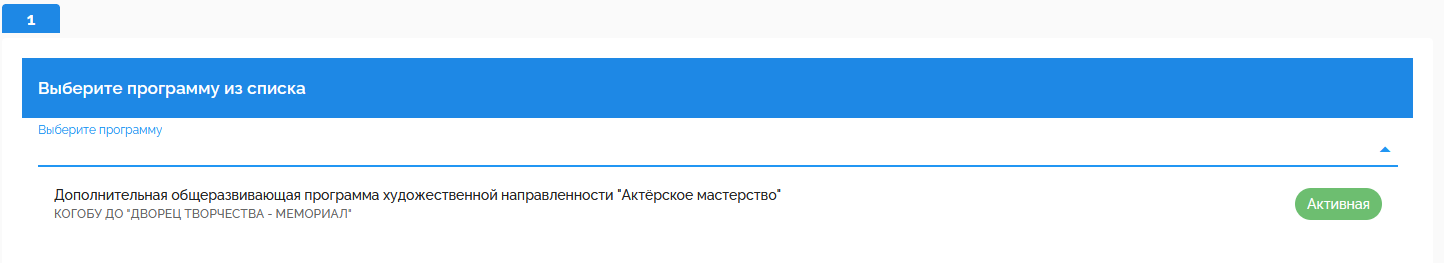 1
Выберите программу из списка
Выберите программу
Дополнительная общеразвивающая программа художественной направленности "Актёрское мастерство"
КОГОБУ ДО "ДВОРЕЦ ТВОРЧЕСТВА - МЕМОРИАЛ"
Активная